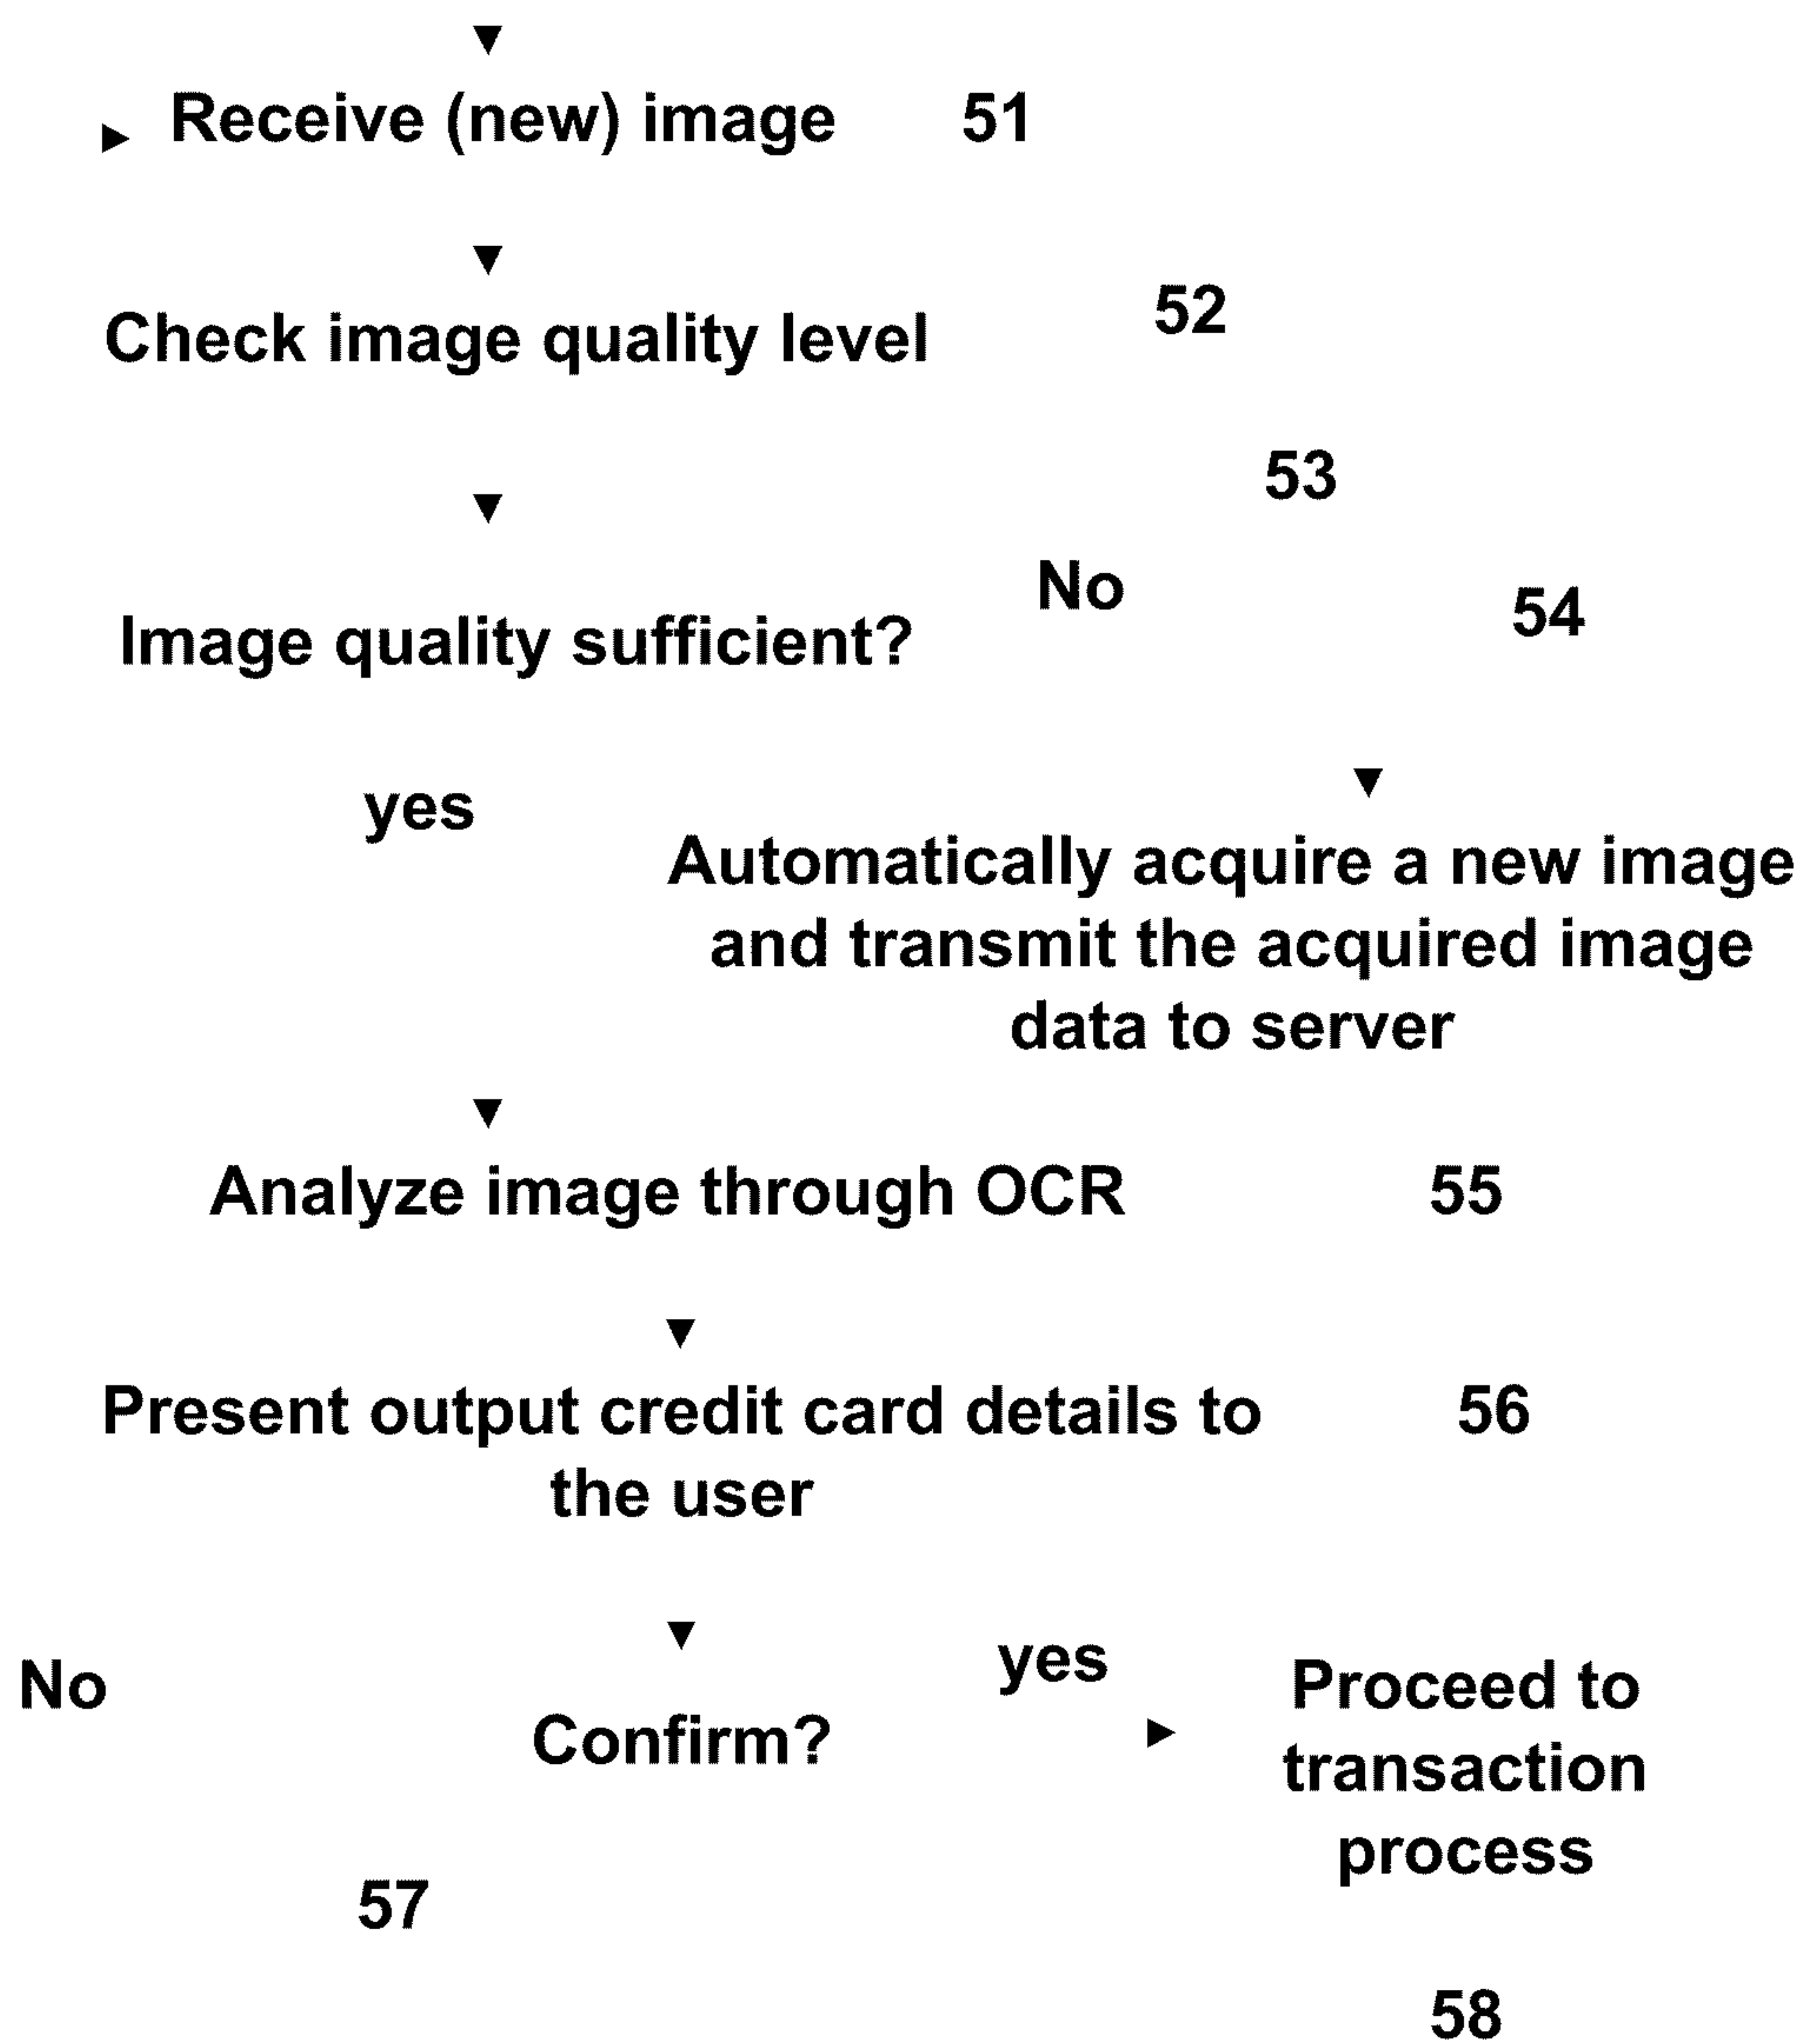 Receive (new) image 51
Check image quality level 52
53
No
Image quality sufficient? 54
yes
Automatically acquire a new image
and transmit the acquired image
data to server
Analyze image through OCR 55
Present output credit card details to 56
the user
No
Confirm?
yes
Proceed to
transaction
process
57
58